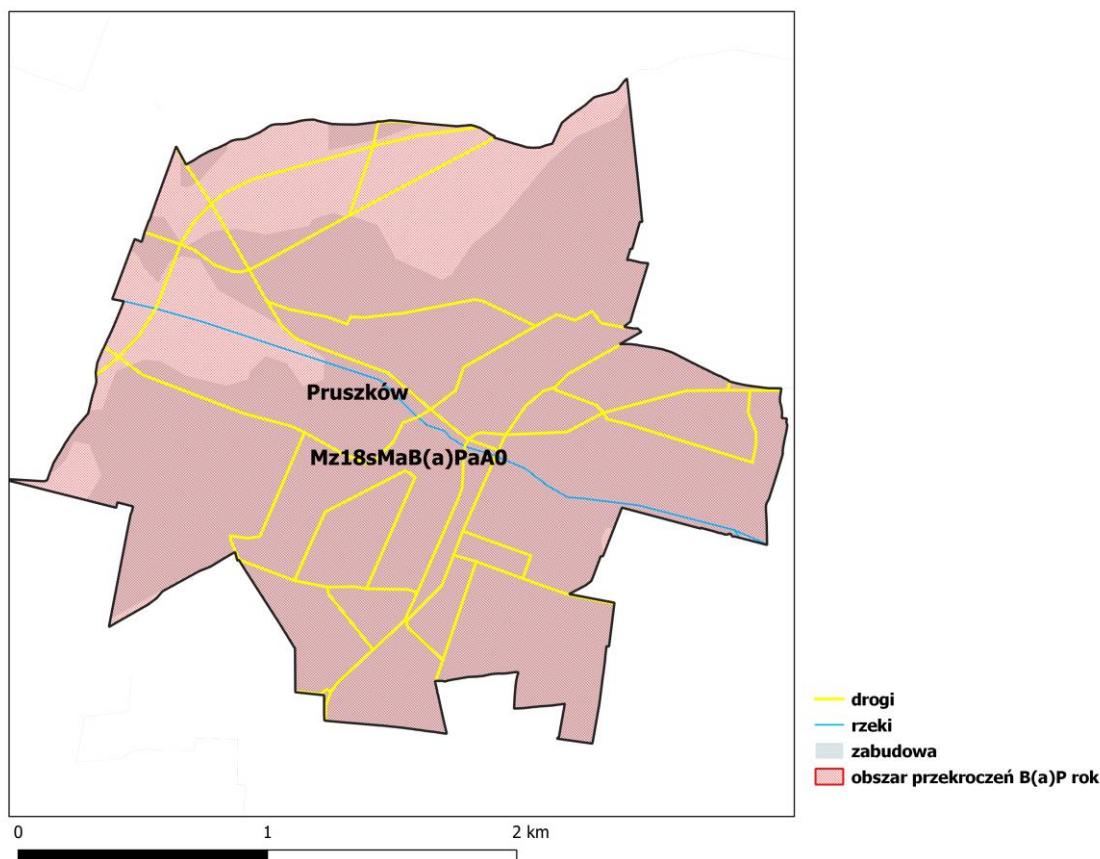 Pruszków
Mz18sMaB(a)PaA0
drogi
rzeki
zabudowa
obszar przekroczeń B(a)P rok
0 1 2 km